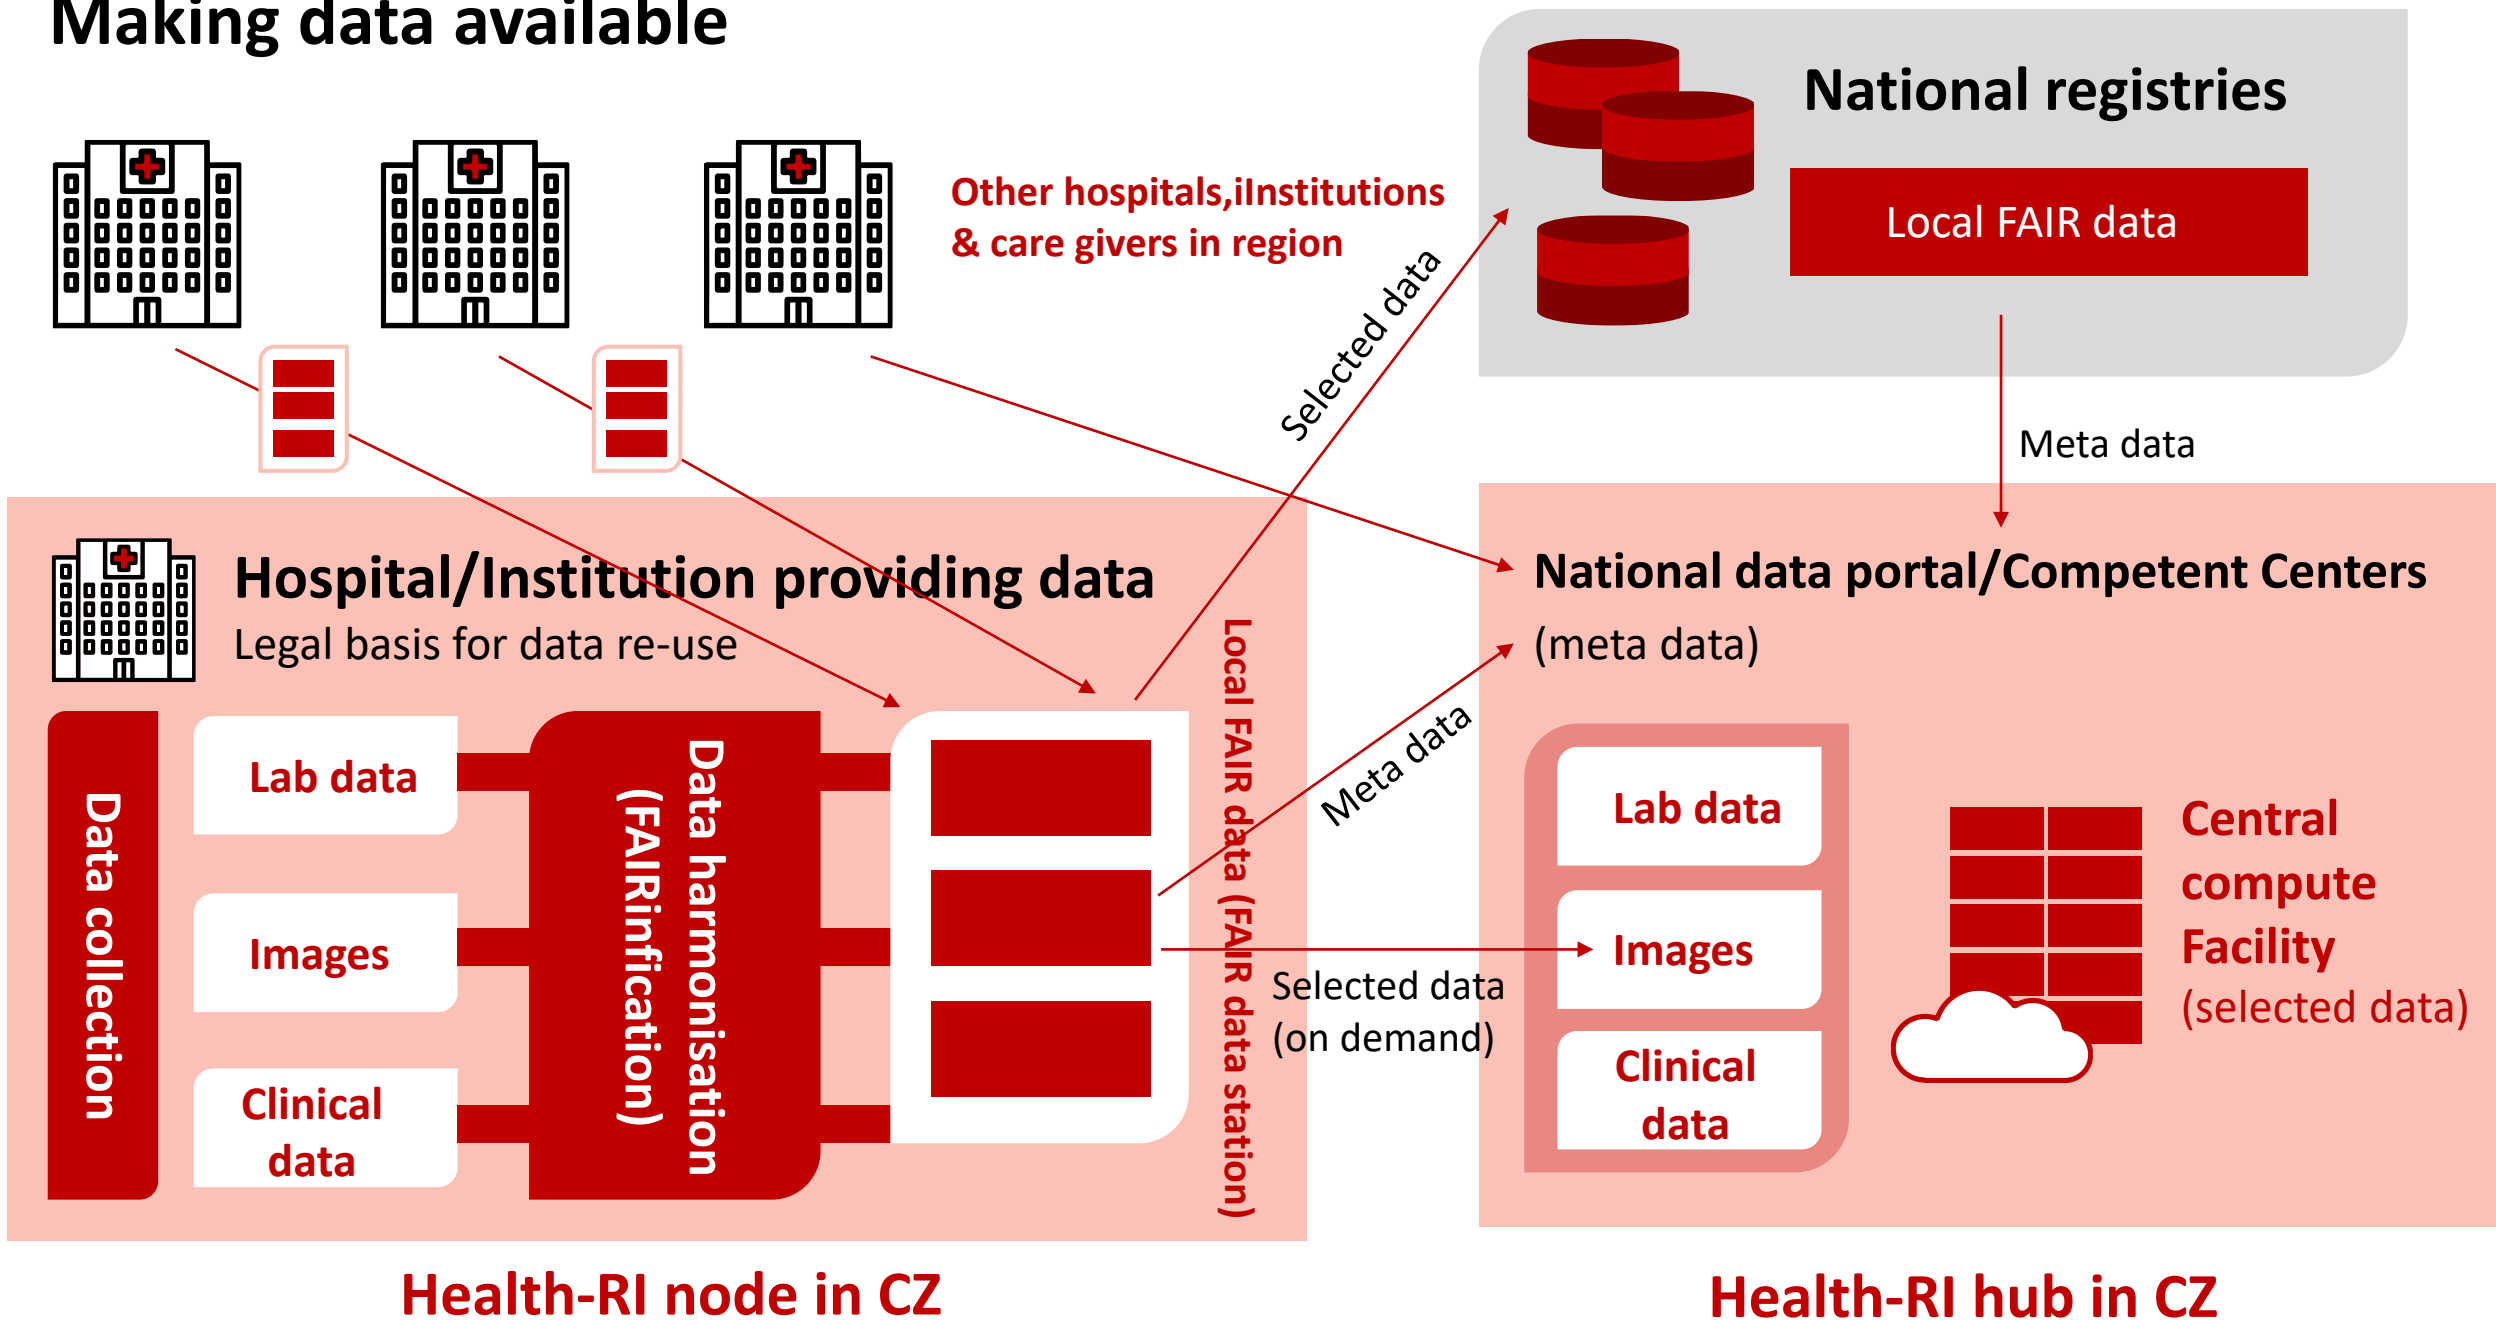 Making data available
National registries
Local FAIR data
Other hospitals,iInstitutions
& care givers in region
Selected data
Meta data
Hospital/Institution providing data
Legal basis for data re-use
Data collection
Lab data
Images
Clinical
data
Data harmonisation
(FAIRinfication)
Local FAIR data (FAIR data station)
Meta data
Selected data
(on demand)
National data portal/Competent Centers
(meta data)
Lab data
Images
Clinical
data
Central
compute
Facility
(selected data)
Health-RI node in CZ
Health-RI hub in CZ